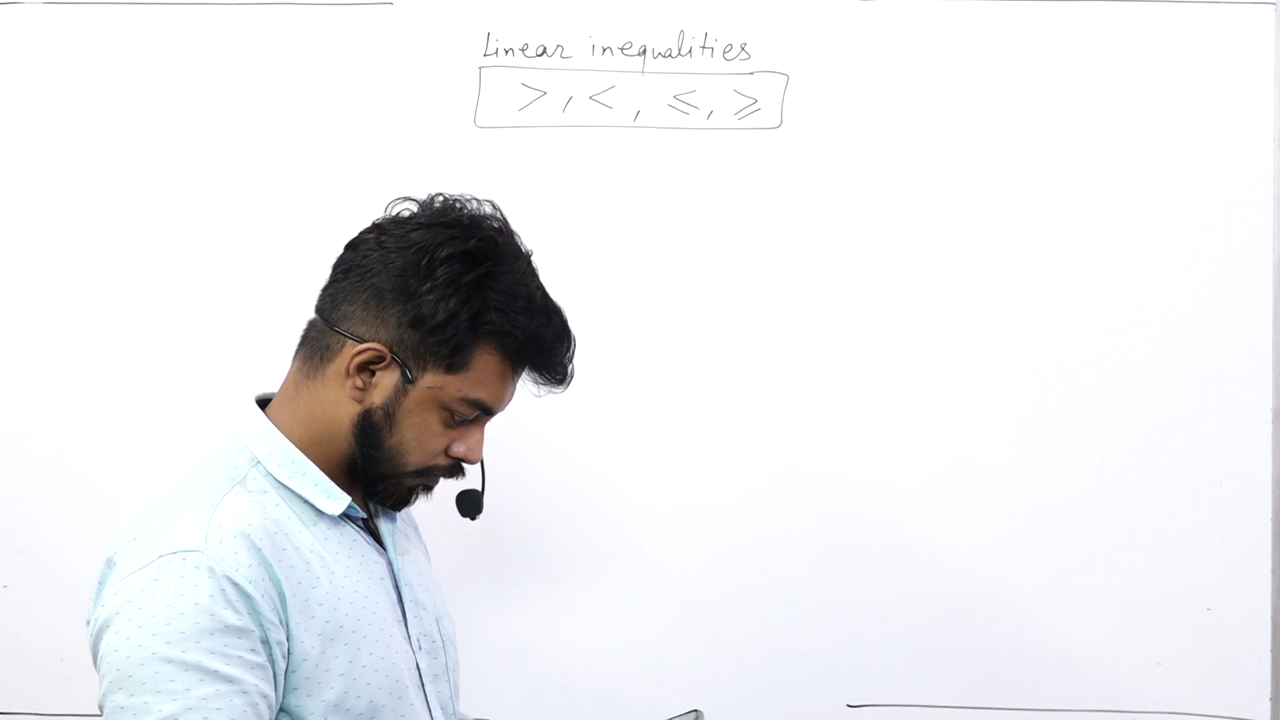 Linear inequalities
>, <, ≤, ≥